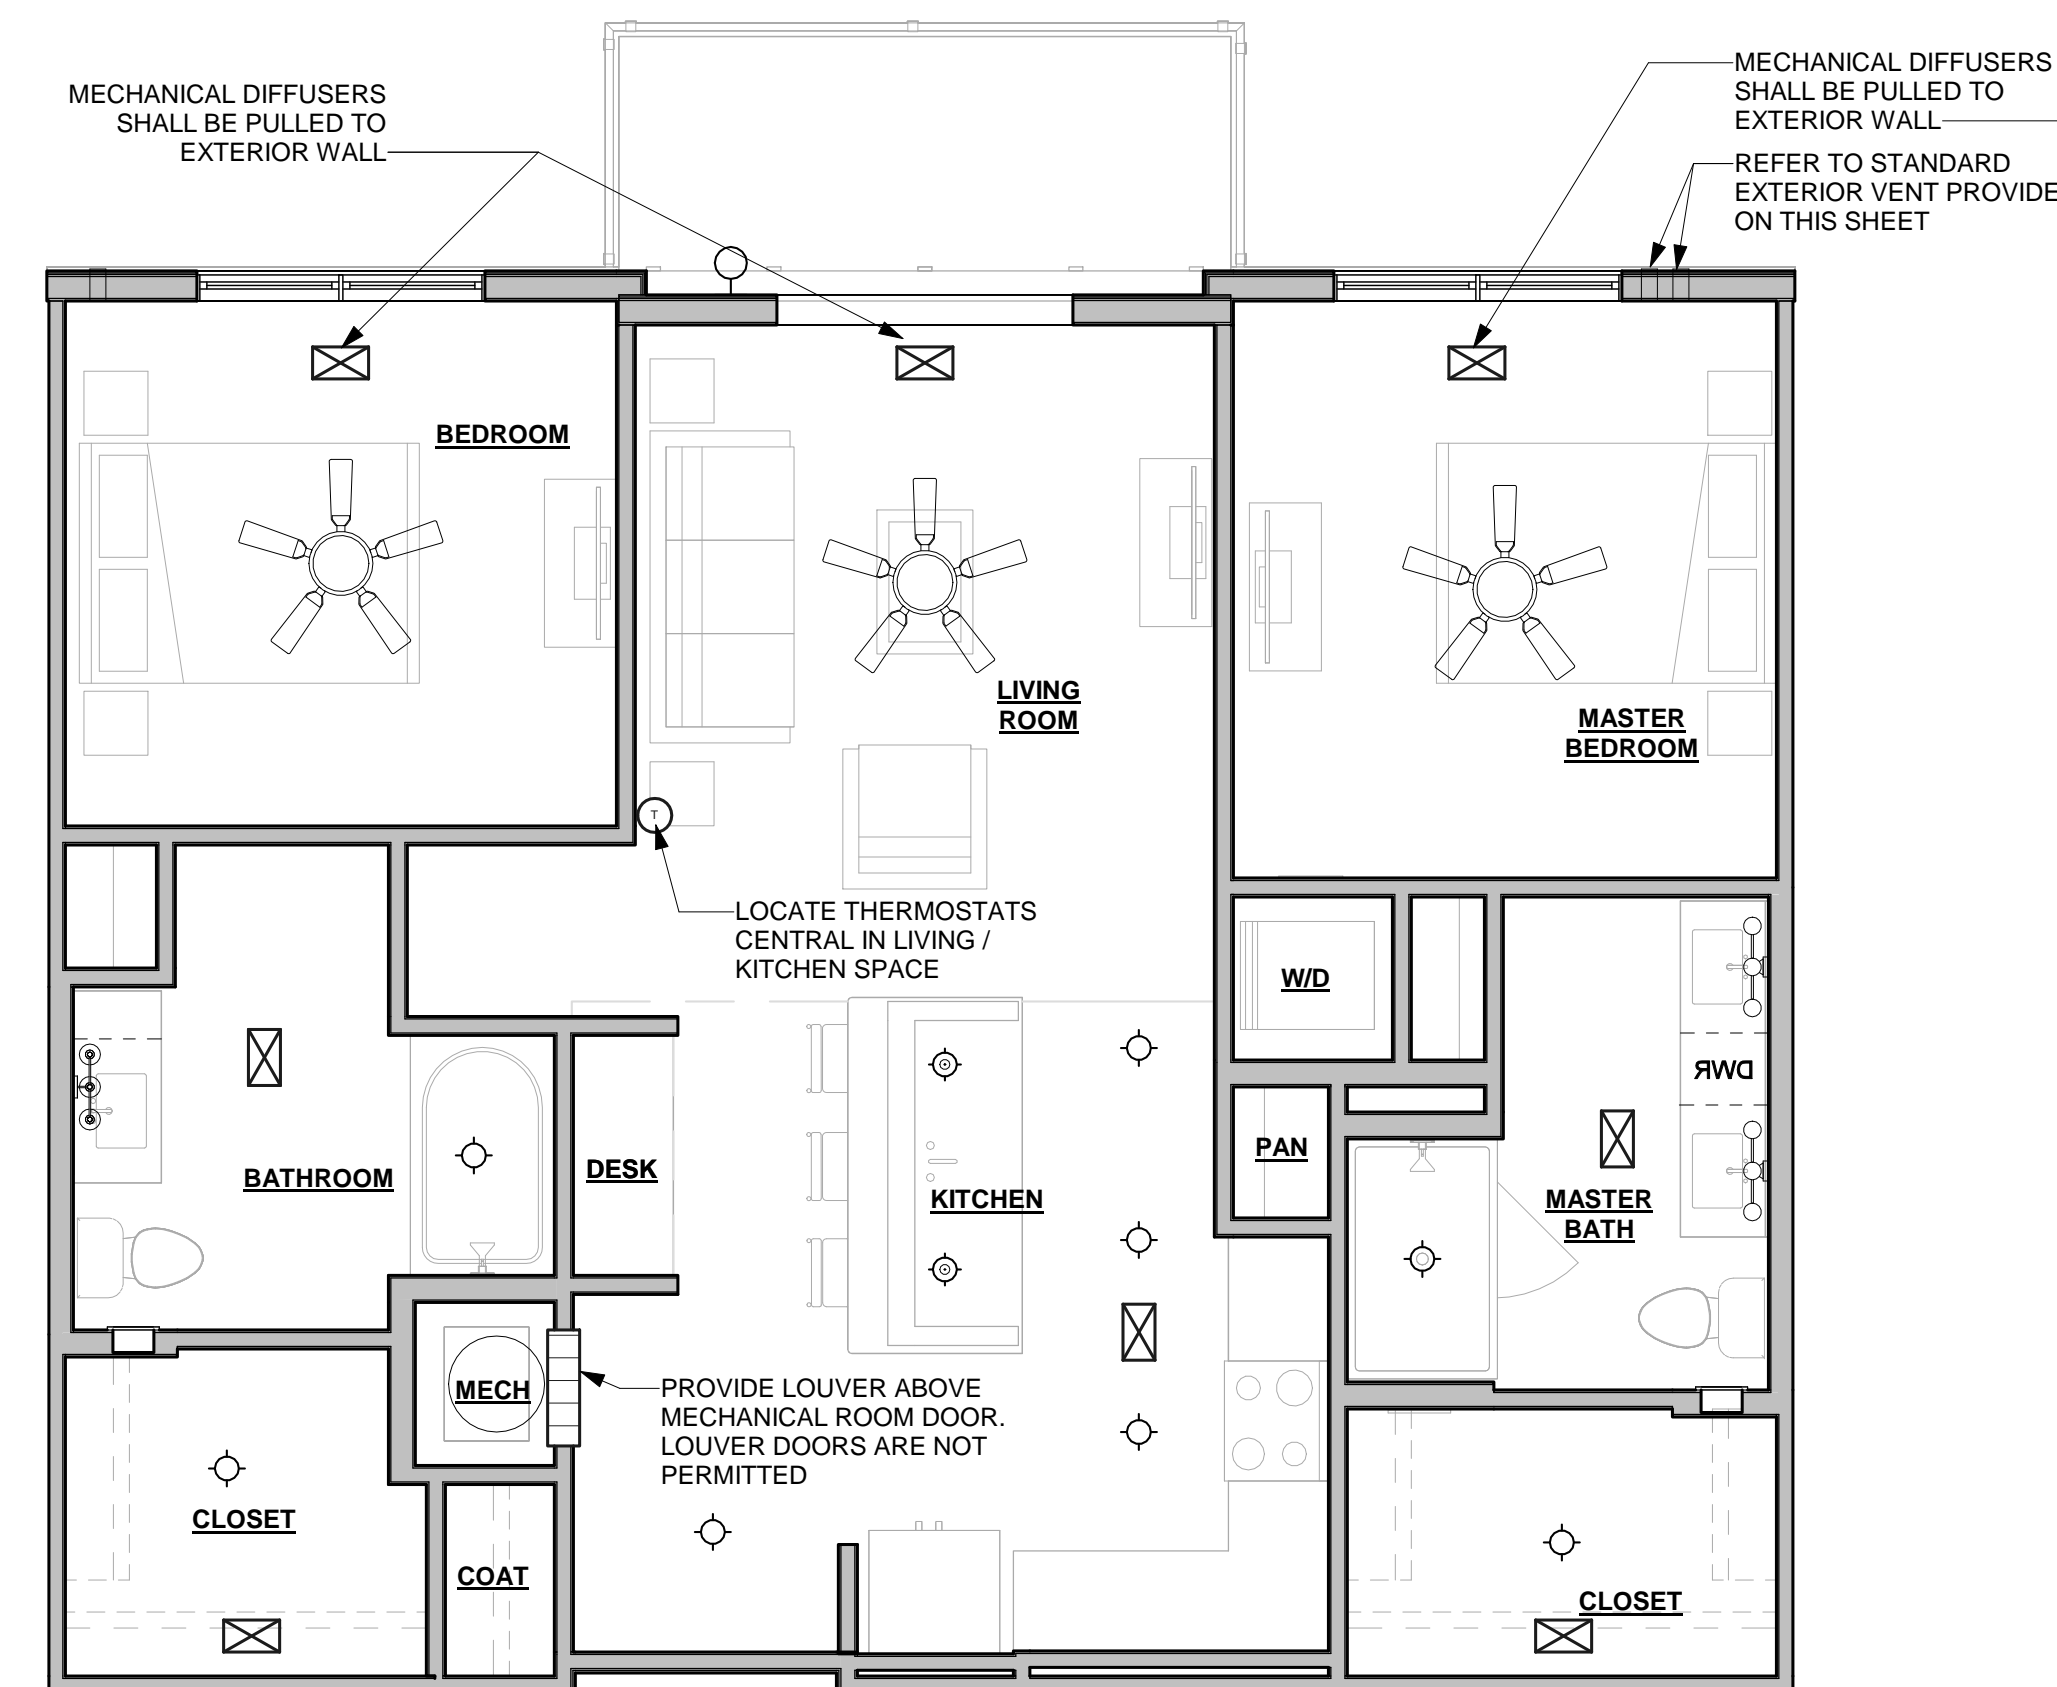 MECHANICAL DIFFUSERS
SHALL BE PULLED TO
EXTERIOR WALL
MECHANICAL DIFFUSERS
SHALL BE PULLED TO
EXTERIOR WALL
REFER TO STANDARD
EXTERIOR VENT PROVIDE
ON THIS SHEET
BEDROOM
LIVING
ROOM
MASTER
BEDROOM
T
LOCATE THERMOSTATS
CENTRAL IN LIVING /
KITCHEN SPACE
W/D
DWR
BATHROOM
DESK
KITCHEN
PAN
MASTER
BATH
MECH
PROVIDE LOUVER ABOVE
MECHANICAL ROOM DOOR.
LOUVER DOORS ARE NOT
PERMITTED
CLOSET
COAT
CLOSET